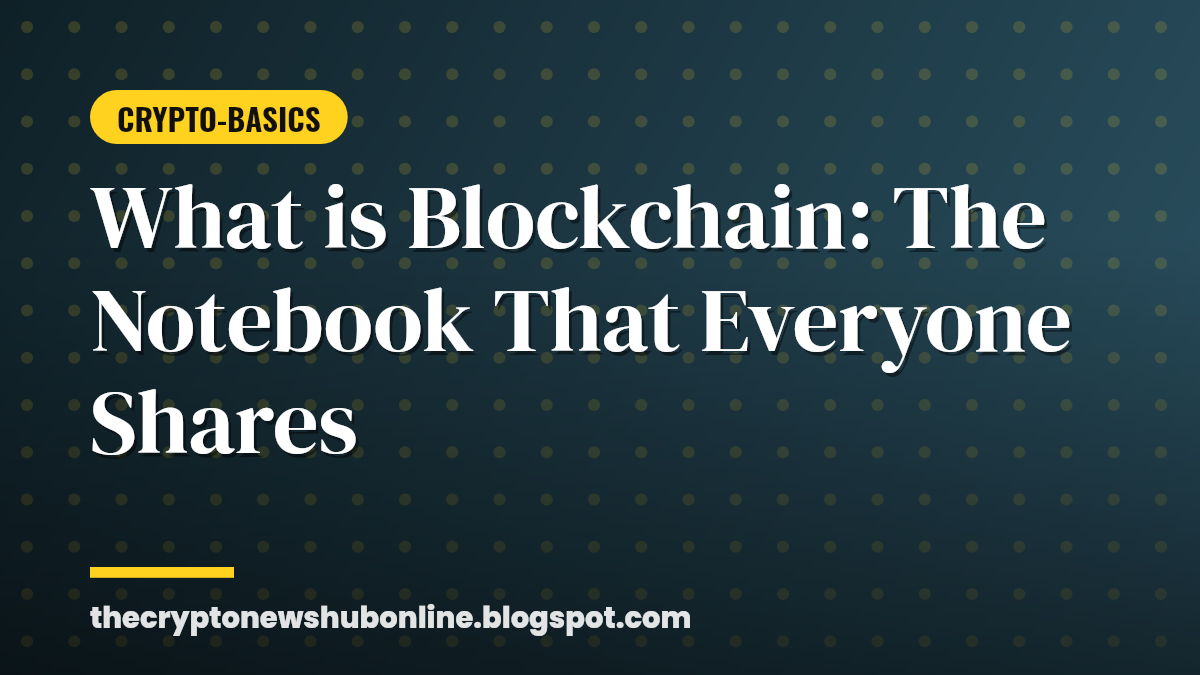 CRYPTO-BASICS
What is Blockchain: The
Notebook That Everyone
Shares
thecryptonewshubonline.blogspot.com